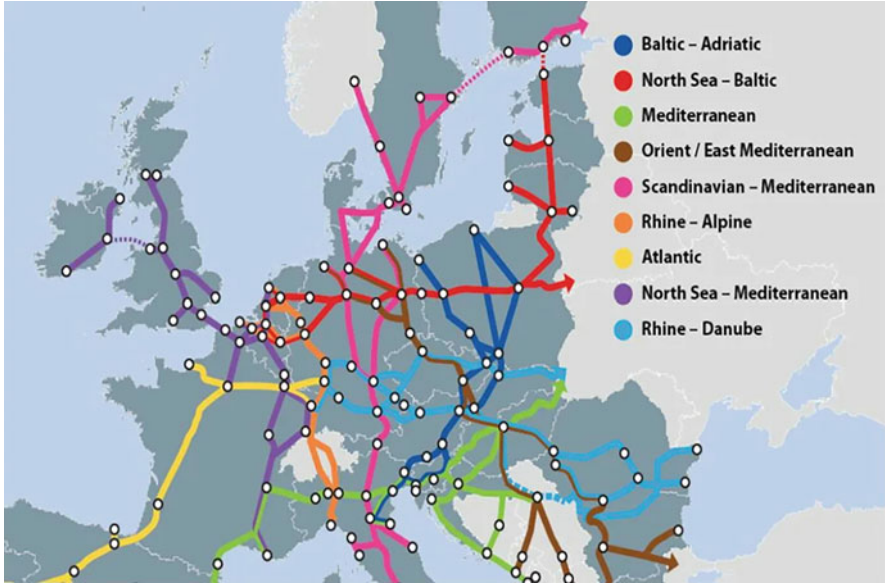 Baltic – Adriatic
North Sea – Baltic
Mediterranean
Orient / East Mediterranean
Scandinavian – Mediterranean
Rhine – Alpine
Atlantic
North Sea – Mediterranean
Rhine – Danube